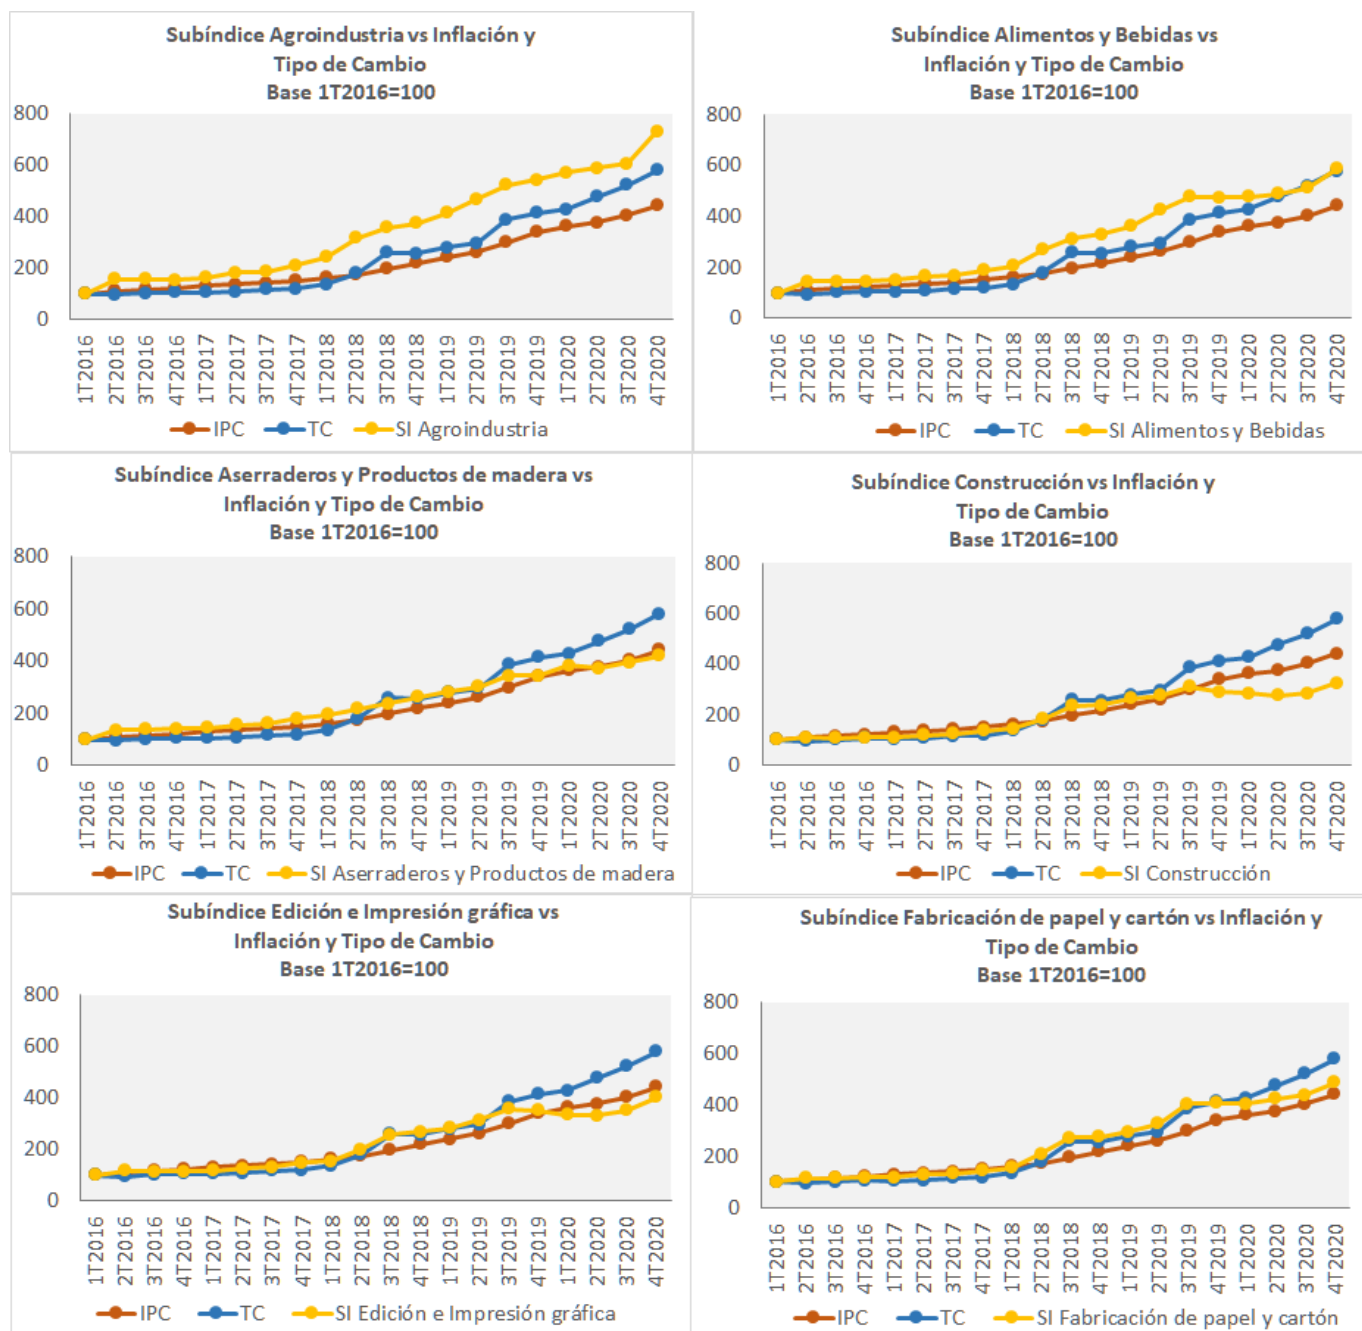 Subíndice Agroindustria vs Inflación y
Tipo de Cambio
Base 1T2016=100
800
600
400
200
0
1T2016
2T2016
3T2016
4T2016
1T2017
2T2017
3T2017
4T2017
1T2018
2T2018
3T2018
4T2018
1T2019
2T2019
3T2019
4T2019
1T2020
2T2020
3T2020
4T2020
IPC TC SI Agroindustria
Subíndice Alimentos y Bebidas vs
Inflación y Tipo de Cambio
Base 1T2016=100
800
600
400
200
0
1T2016
2T2016
3T2016
4T2016
1T2017
2T2017
3T2017
4T2017
1T2018
2T2018
3T2018
4T2018
1T2019
2T2019
3T2019
4T2019
1T2020
2T2020
3T2020
4T2020
IPC TC SI Alimentos y Bebidas
Subíndice Aserraderos y Productos de madera vs
Inflación y Tipo de Cambio
Base 1T2016=100
800
600
400
200
0
1T2016
2T2016
3T2016
4T2016
1T2017
2T2017
3T2017
4T2017
1T2018
2T2018
3T2018
4T2018
1T2019
2T2019
3T2019
4T2019
1T2020
2T2020
3T2020
4T2020
IPC TC SI Aserraderos y Productos de madera
Subíndice Construcción vs Inflación y
Tipo de Cambio
Base 1T2016=100
800
600
400
200
0
1T2016
2T2016
3T2016
4T2016
1T2017
2T2017
3T2017
4T2017
1T2018
2T2018
3T2018
4T2018
1T2019
2T2019
3T2019
4T2019
1T2020
2T2020
3T2020
4T2020
IPC TC SI Construcción
Subíndice Edición e Impresión gráfica vs
Inflación y Tipo de Cambio
Base 1T2016=100
800
600
400
200
0
1T2016
2T2016
3T2016
4T2016
1T2017
2T2017
3T2017
4T2017
1T2018
2T2018
3T2018
4T2018
1T2019
2T2019
3T2019
4T2019
1T2020
2T2020
3T2020
4T2020
IPC TC SI Edición e Impresión gráfica
Subíndice Fabricación de papel y cartón vs Inflación y
Tipo de Cambio
Base 1T2016=100
800
600
400
200
0
1T2016
2T2016
3T2016
4T2016
1T2017
2T2017
3T2017
4T2017
1T2018
2T2018
3T2018
4T2018
1T2019
2T2019
3T2019
4T2019
1T2020
2T2020
3T2020
4T2020
IPC TC SI Fabricación de papel y cartón